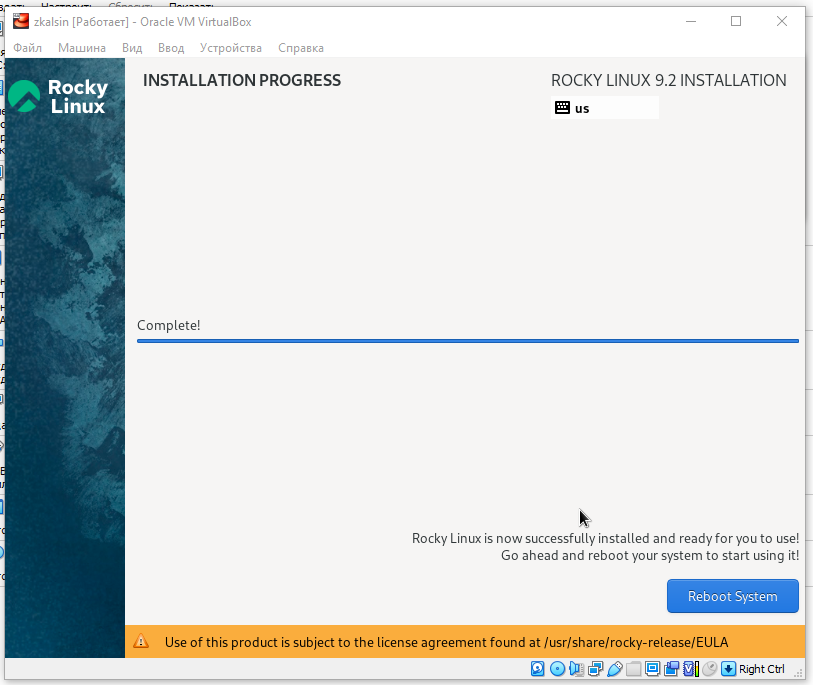 zkalsin [Работает] - Oracle VM VirtualBox
Файл Машина Вид Ввод Устройства Справка
Rocky
Linux
INSTALLATION PROGRESS
ROCKY LINUX 9.2 INSTALLATION
us
Complete!
Rocky Linux is now successfully installed and ready for you to use!
Go ahead and reboot your system to start using it!
Reboot System
Use of this product is subject to the license agreement found at /usr/share/rocky-release/EULA
Right Ctrl